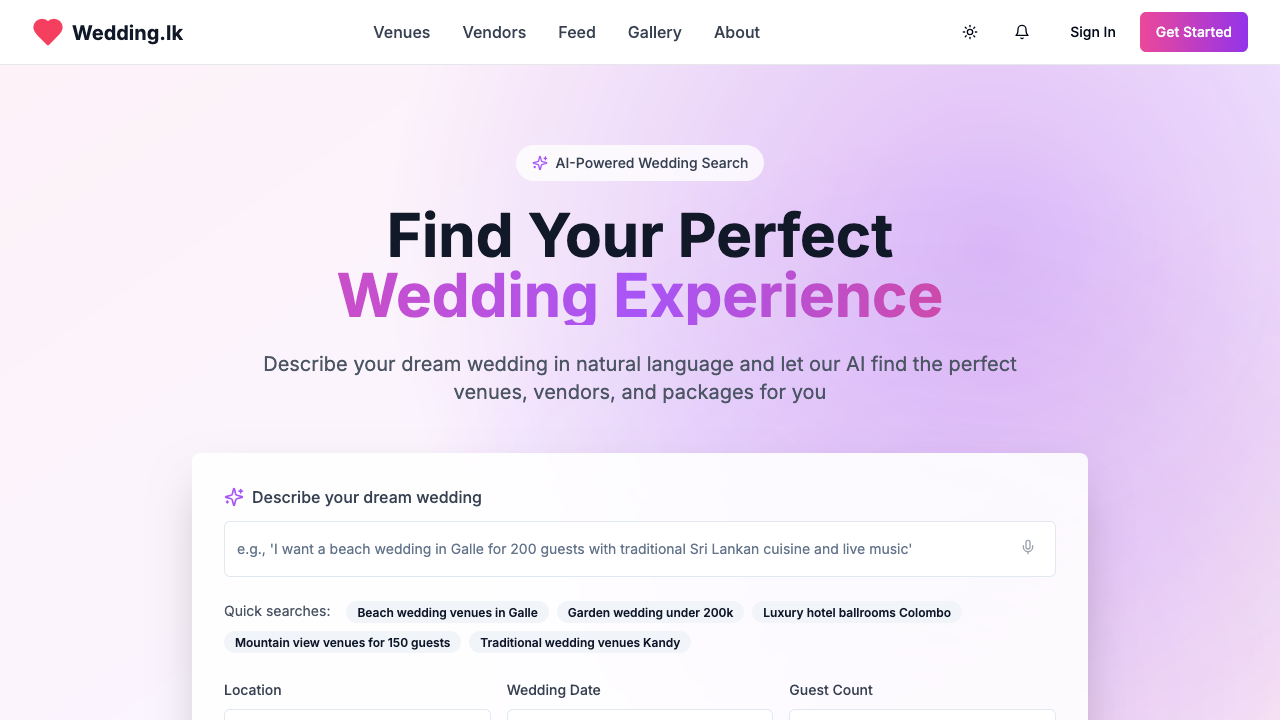 Wedding.lk
Venues
Vendors
Feed
Gallery
About
Sign In
Get Started
AI-Powered Wedding Search
Find Your Perfect
Wedding Experience
Describe your dream wedding in natural language and let our AI find the perfect
venues, vendors, and packages for you
Describe your dream wedding
e.g., 'I want a beach wedding in Galle for 200 guests with traditional Sri Lankan cuisine and live music'
Quick searches:
Beach wedding venues in Galle
Garden wedding under 200k
Luxury hotel ballrooms Colombo
Mountain view venues for 150 guests
Traditional wedding venues Kandy
Location
Wedding Date
Guest Count